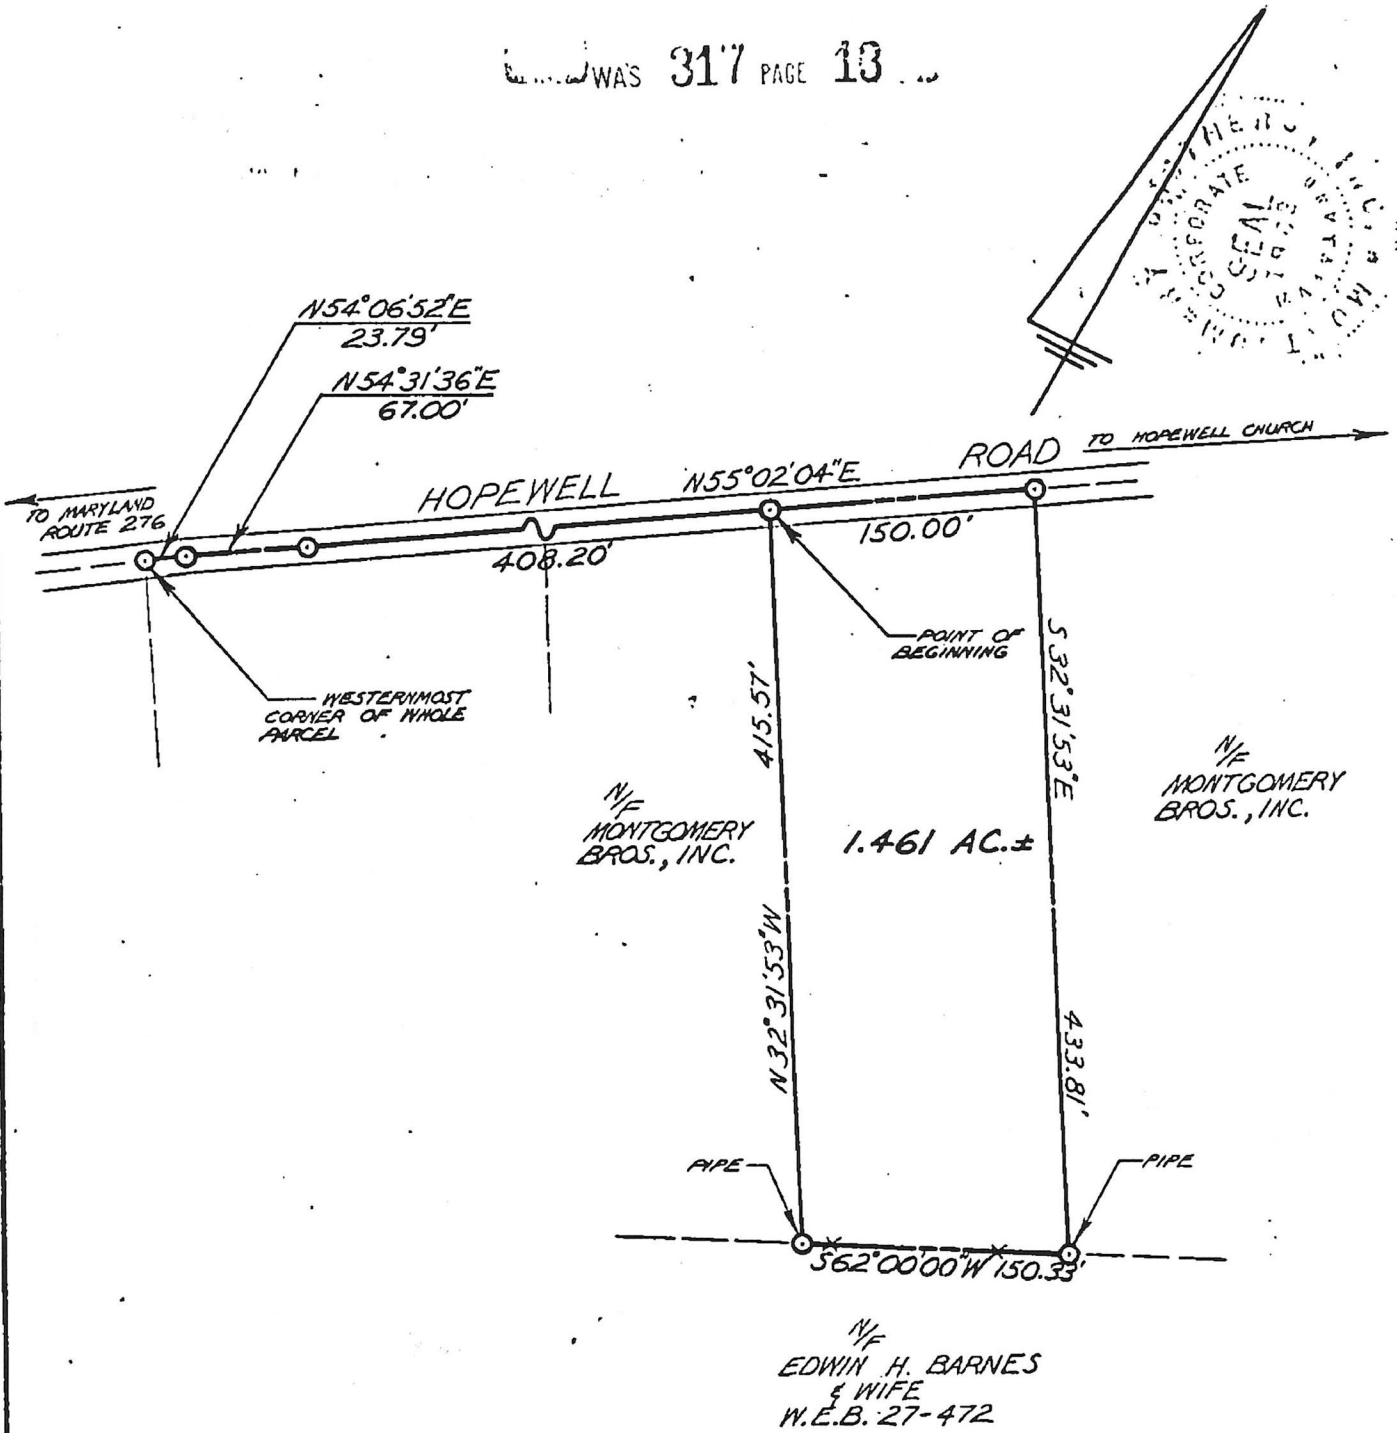 WAS 317 PAGE
CORPORATE
SEAL
N54°06'52"E
23.79'
N54°31'36"E
67.00'
TO MARYLAND
ROUTE 276
HOPEWELL
N55°02'04"E
ROAD
TO HOPEWELL CHURCH
408.20'
150.00'
POINT OF
BEGINNING
WESTERNMOST
CORNER OF WHOLE
PARCEL
415.57'
N32°31'53"W
S32°31'53"E
433.81'
N/F
MONTGOMERY
BROS., INC.
1.461 AC.±
N/F
MONTGOMERY
BROS., INC.
PIPE
PIPE
S62°00'00"W 150.33'
N/F
EDWIN H. BARNES
& WIFE
W.E.B. 27-472